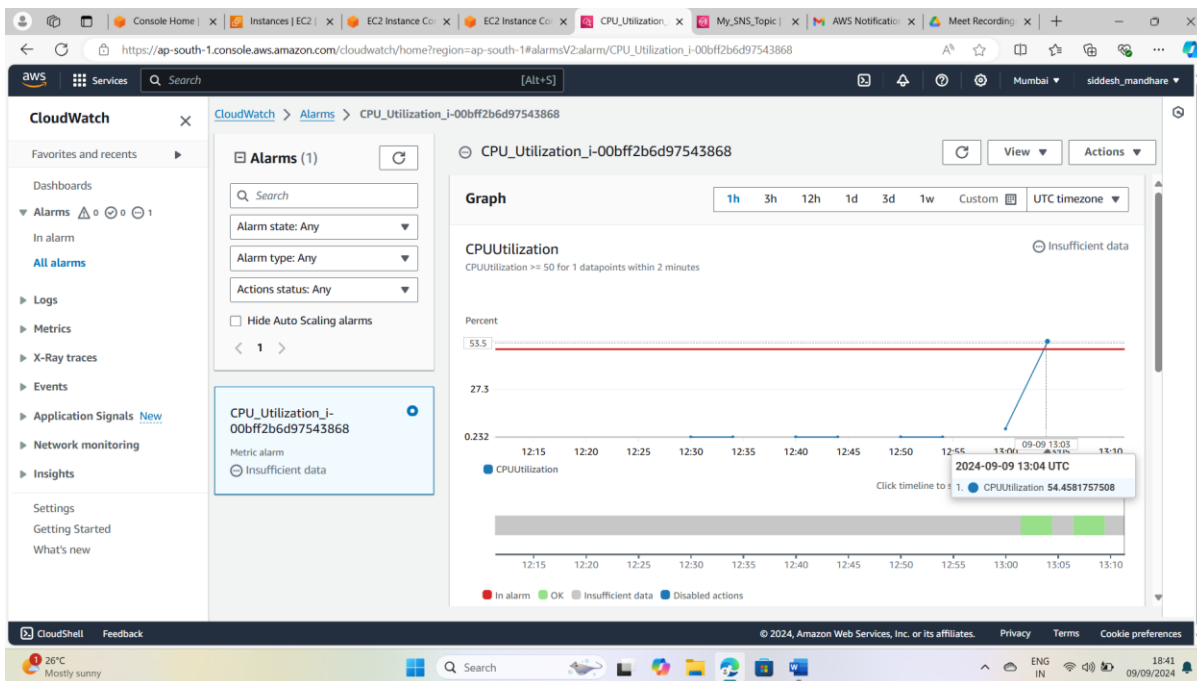 Console Home |
Instances | EC2 |
EC2 Instance Co
EC2 Instance Co
CPU_Utilization_
My_SNS_Topic |
AWS Notification
Meet Recording
https://ap-south-1.console.aws.amazon.com/cloudwatch/home?region=ap-south-1#alarmsV2:alarm/CPU_Utilization_i-00bff2b6d97543868
aws Services Search [Alt+S] Mumbai siddesh_mandhare
CloudWatch
Favorites and recents
Dashboards
Alarms 0 0 1
In alarm
All alarms
Logs
Metrics
X-Ray traces
Events
Application Signals New
Network monitoring
Insights
Settings
Getting Started
What's new
CloudWatch > Alarms > CPU_Utilization_i-00bff2b6d97543868
Alarms (1)
Search
Alarm state: Any
Alarm type: Any
Actions status: Any
Hide Auto Scaling alarms
< 1 >
CPU_Utilization_i-
00bff2b6d97543868
Metric alarm
Insufficient data
CPU_Utilization_i-00bff2b6d97543868
View Actions
Graph 1h 3h 12h 1d 3d 1w Custom UTC timezone
CPUUtilization Insufficient data
CPUUtilization >= 50 for 1 datapoints within 2 minutes
Percent
53.5
27.3
0.232
12:15 12:20 12:25 12:30 12:35 12:40 12:45 12:50 12:55 13:00 13:05 13:10
09-09 13:03
CPUUtilization
Click timeline to s
2024-09-09 13:04 UTC
1. CPUUtilization 54.4581757508
12:15 12:20 12:25 12:30 12:35 12:40 12:45 12:50 12:55 13:00 13:05 13:10
In alarm OK Insufficient data Disabled actions
CloudShell Feedback © 2024, Amazon Web Services, Inc. or its affiliates. Privacy Terms Cookie preferences
1
26°C
Mostly sunny
Search
ENG
IN
18:41
09/09/2024